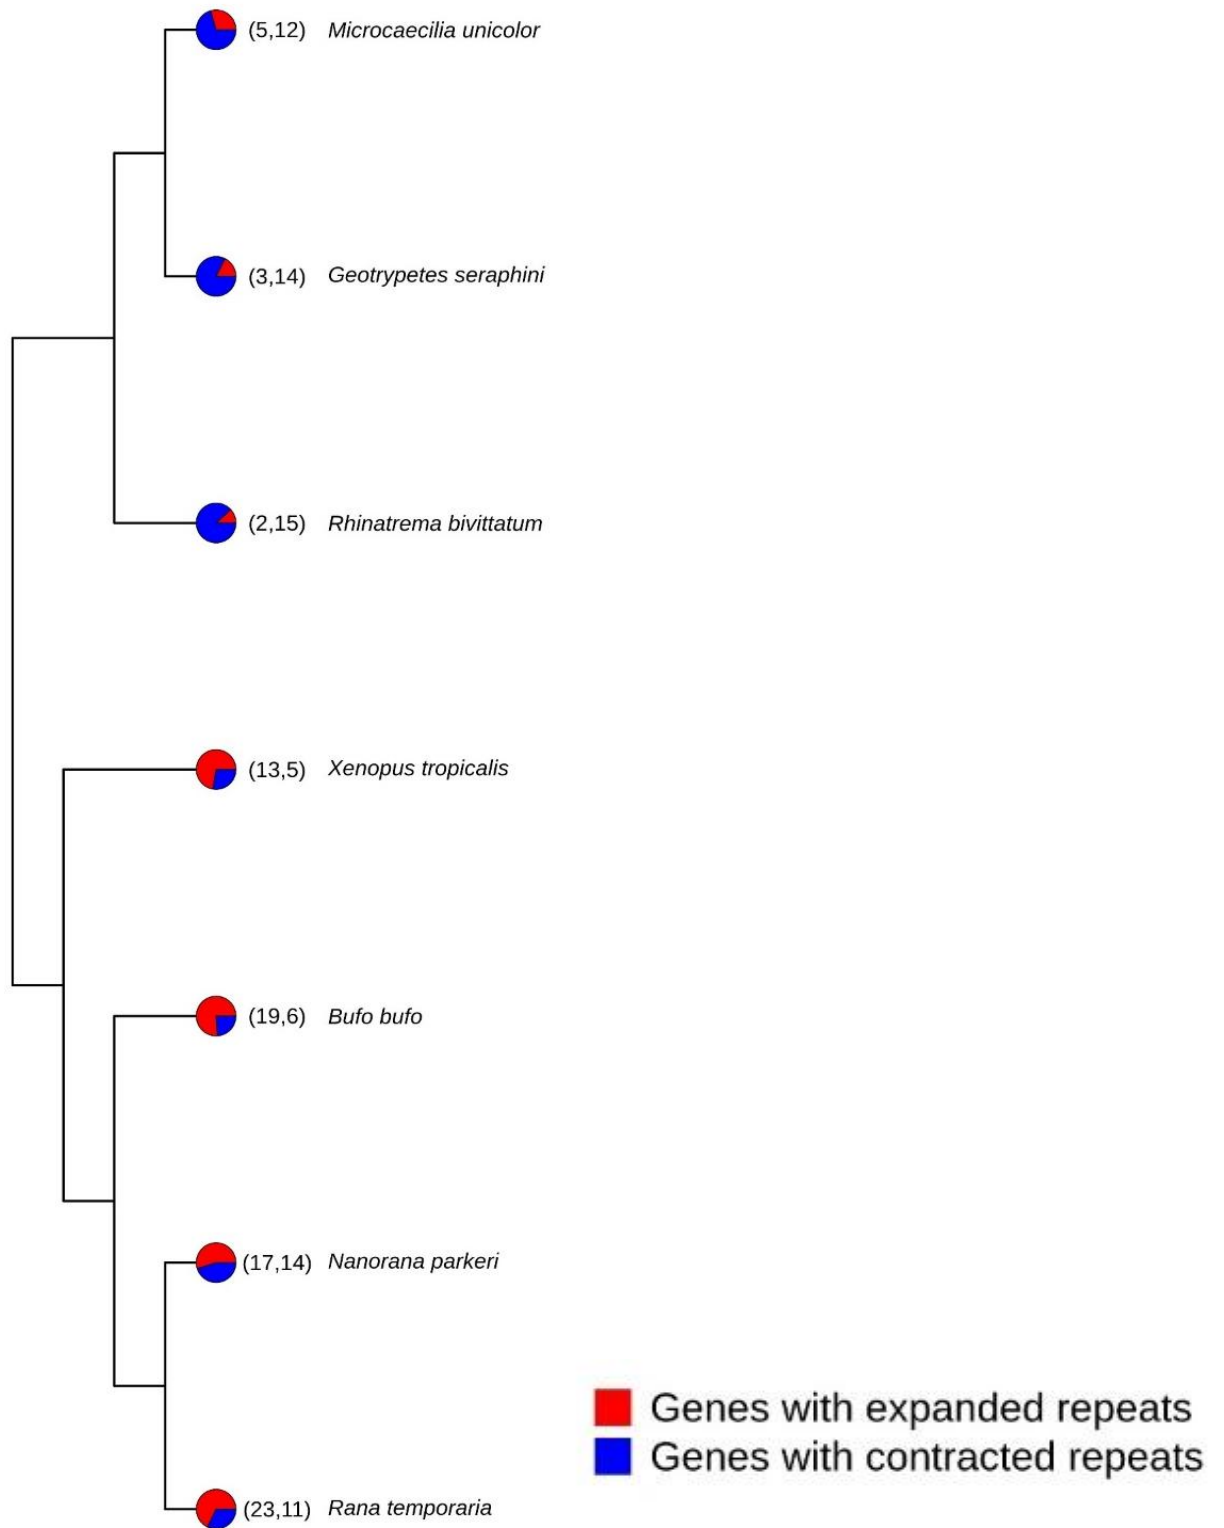 (5,12) Microcaecilia unicolor
(3,14) Geotrypetes seraphini
(2,15) Rhinatrema bivittatum
(13,5) Xenopus tropicalis
(19,6) Bufo bufo
(17,14) Nanorana parkeri
Genes with expanded repeats
Genes with contracted repeats
(23,11) Rana temporaria